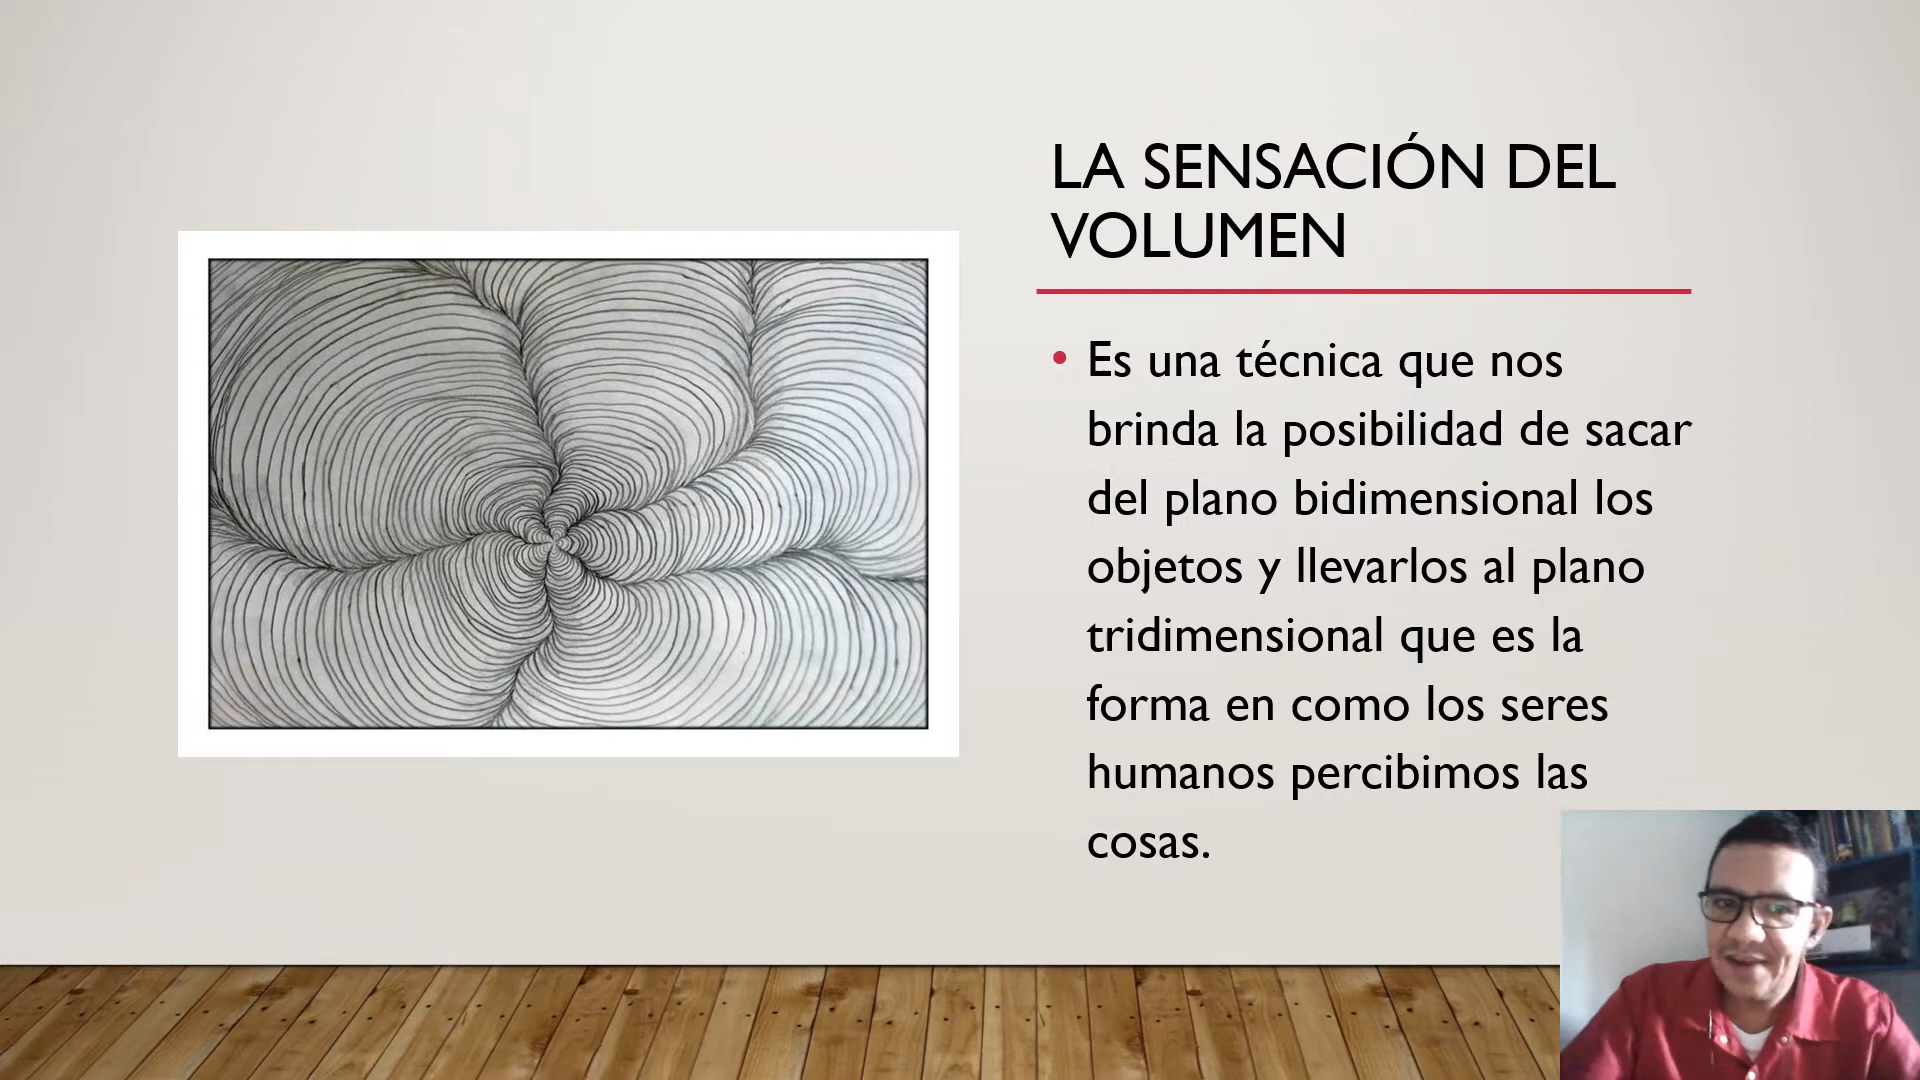 LA SENSACIÓN DEL
VOLUMEN
• Es una técnica que nos
brinda la posibilidad de sacar
del plano bidimensional los
objetos y llevarlos al plano
tridimensional que es la
forma en como los seres
humanos percibimos las
cosas.